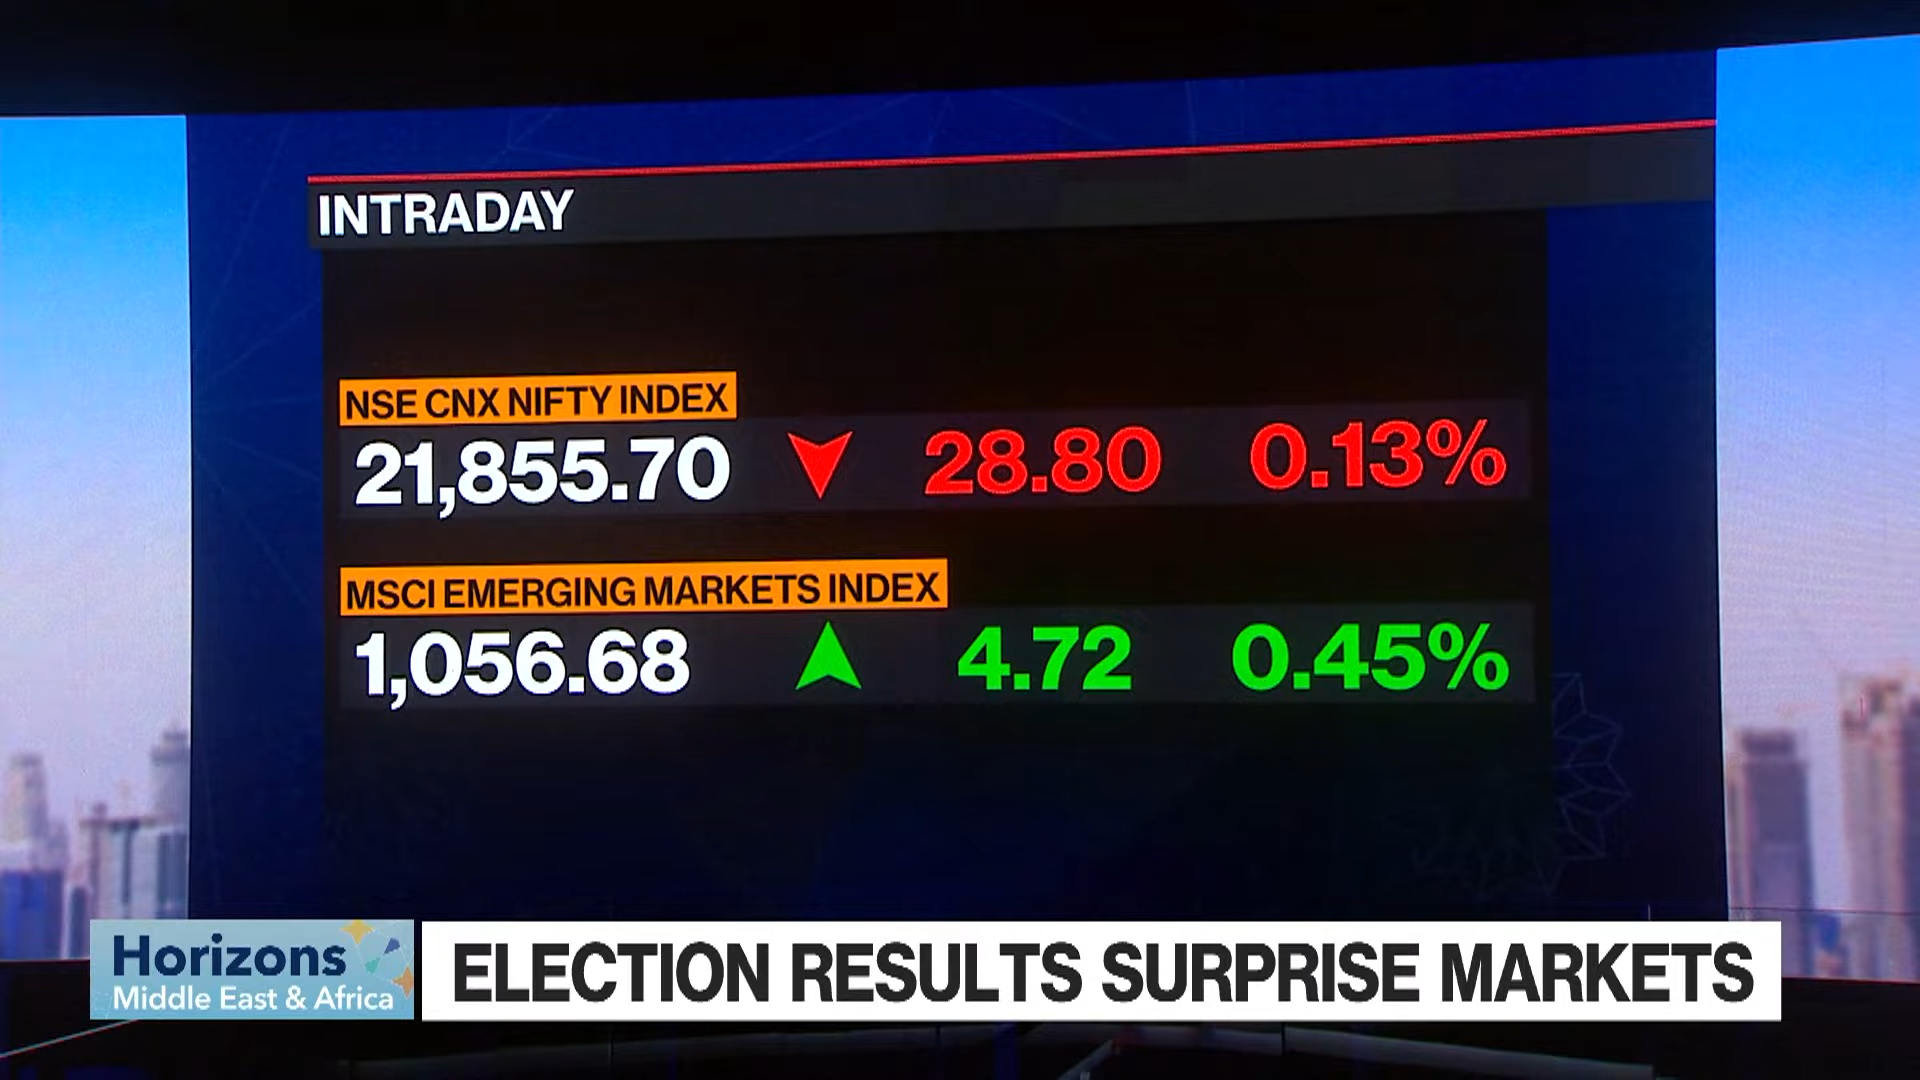 INTRADAY
NSE CNX NIFTY INDEX
21,855.70 28.80 0.13%
MSCI EMERGING MARKETS INDEX
1,056.68 4.72 0.45%
Horizons
Middle East & Africa
ELECTION RESULTS SURPRISE MARKETS